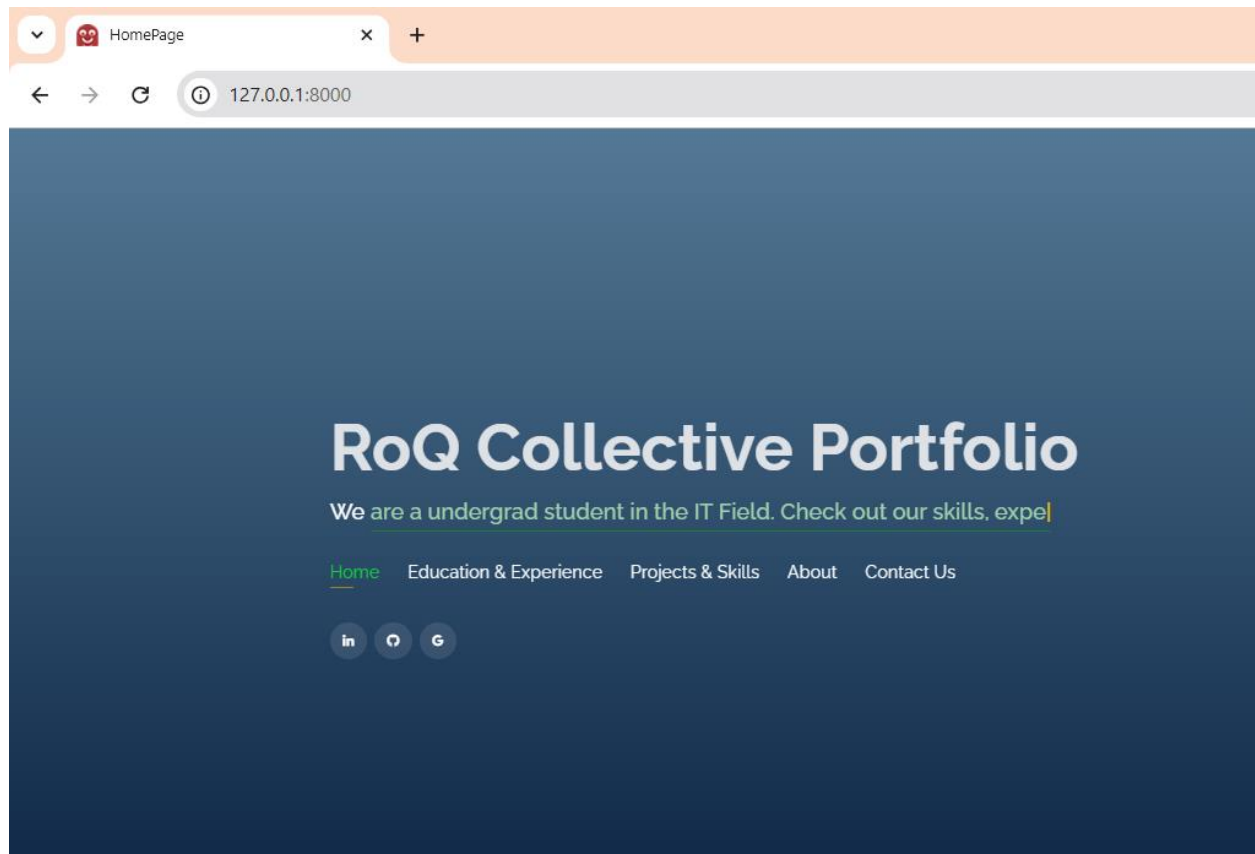 HomePage
127.0.0.1:8000
RoQ Collective Portfolio
We are a undergrad student in the IT Field. Check out our skills, expe
Home Education & Experience Projects & Skills About Contact Us
in G